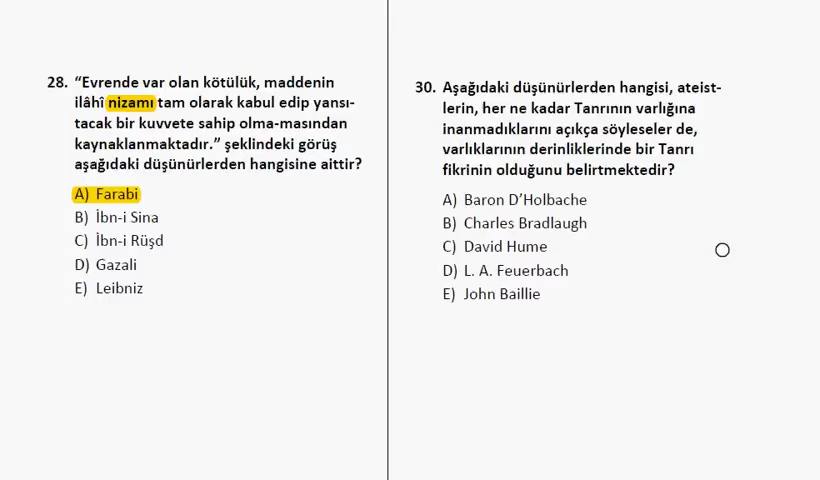 28. “Evrende var olan kötülük, maddenin
ilâhî nizamı tam olarak kabul edip yansı-
tacak bir kuvvete sahip olma-masından
kaynaklanmaktadır.” şeklindeki görüş
aşağıdaki düşünürlerden hangisine aittir?
A) Farabi
B) İbn-i Sina
C) İbn-i Rüşd
D) Gazali
E) Leibniz
30. Aşağıdaki düşünürlerden hangisi, ateist-
lerin, her ne kadar Tanrının varlığına
inanmadıklarını açıkça söyleseler de,
varlıklarının derinliklerinde bir Tanrı
fikrinin olduğunu belirtmektedir?
A) Baron D’Holbache
B) Charles Bradlaugh
C) David Hume
D) L. A. Feuerbach
E) John Baillie